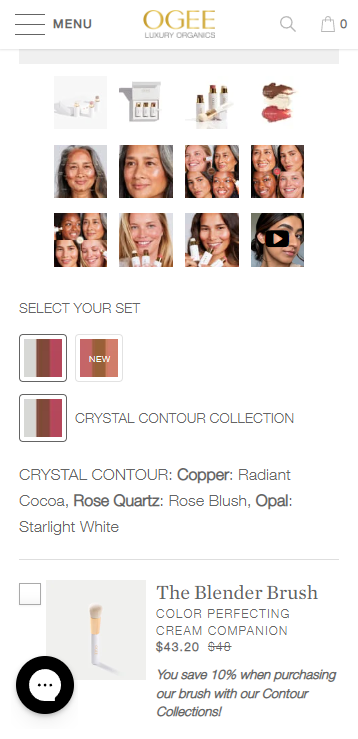 MENU
OGEE
LUXURY ORGANICS
0
SELECT YOUR SET
NEW
CRYSTAL CONTOUR COLLECTION
CRYSTAL CONTOUR: Copper: Radiant
Cocoa, Rose Quartz: Rose Blush, Opal:
Starlight White
The Blender Brush
COLOR PERFECTING
CREAM COMPANION
$43.20 $48
You save 10% when purchasing
our brush with our Contour
Collections!